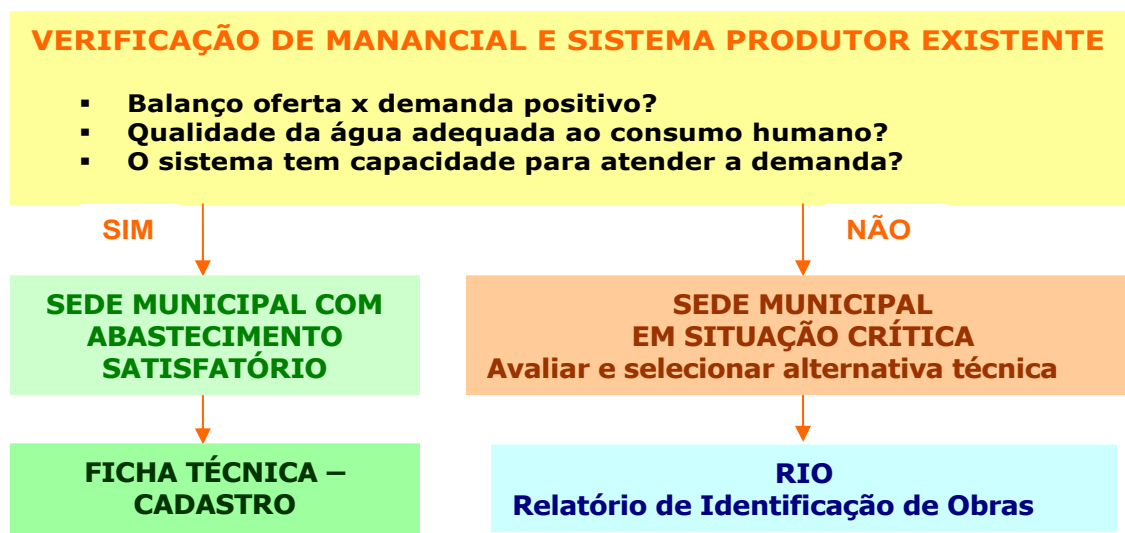 VERIFICAÇÃO DE MANANCIAL E SISTEMA PRODUTOR EXISTENTE
▪ Balanço oferta x demanda positivo?
▪ Qualidade da água adequada ao consumo humano?
▪ O sistema tem capacidade para atender a demanda?
SIM
NÃO
SEDE MUNICIPAL COM
ABASTECIMENTO
SATISFATÓRIO
SEDE MUNICIPAL
EM SITUAÇÃO CRÍTICA
Avaliar e selecionar alternativa técnica
FICHA TÉCNICA –
CADASTRO
RIO
Relatório de Identificação de Obras